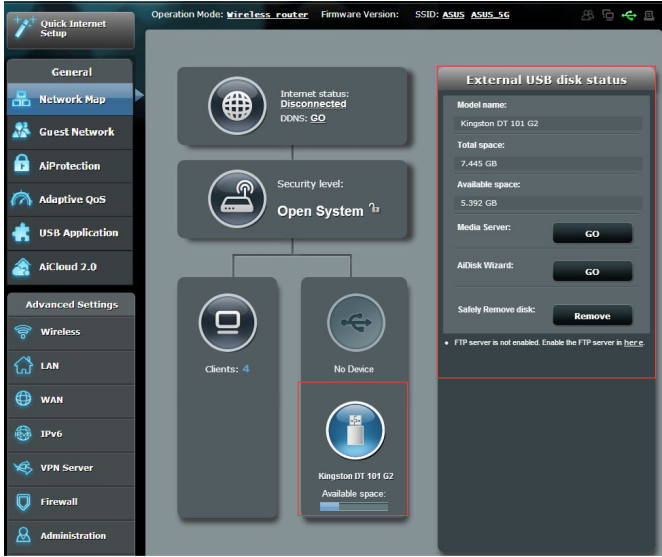 Quick Internet
Setup
Operation Mode: Wireless router Firmware Version: SSID: ASUS ASUS_5G
General
Network Map
Guest Network
AiProtection
Adaptive QoS
USB Application
AiCloud 2.0
Advanced Settings
Wireless
LAN
WAN
IPv6
VPN Server
Firewall
Administration
Internet status:
Disconnected
DDNS: GO
Security level:
Open System
Clients: 4
No Device
Kingston DT 101 G2
Available space:
External USB disk status
Model name:
Kingston DT 101 G2
Total space:
7.445 GB
Available space:
5.392 GB
Media Server: GO
AiDisk Wizard: GO
Safely Remove disk: Remove
• FTP server is not enabled. Enable the FTP server in here.